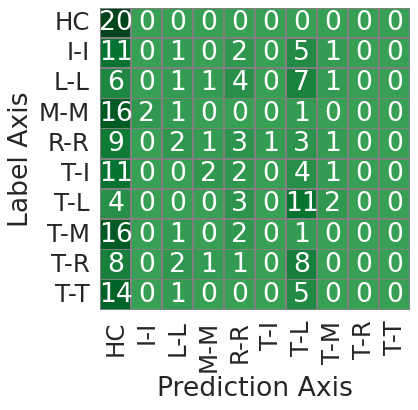 HC 20 0 0 0 0 0 0 0 0 0
I-I 11 0 1 0 2 0 5 1 0 0
L-L 6 0 1 1 4 0 7 1 0 0
M-M 16 2 1 0 0 0 1 0 0 0
R-R 9 0 2 1 3 1 3 1 0 0
T-I 11 0 0 2 2 0 4 1 0 0
T-L 4 0 0 0 3 0 11 2 0 0
T-M 16 0 1 0 2 0 1 0 0 0
T-R 8 0 2 1 1 0 8 0 0 0
T-T 14 0 1 0 0 0 5 0 0 0
Label Axis
HC I-I L-L M-M R-R T-I T-L T-M T-R T-T
Prediction Axis